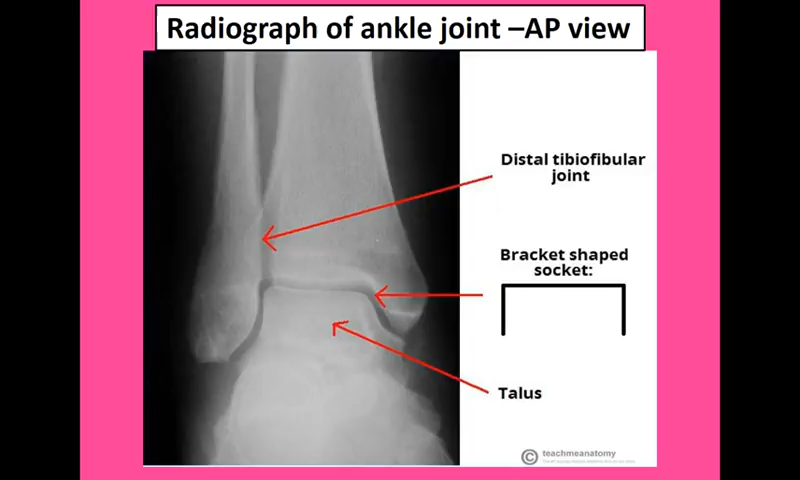 Radiograph of ankle joint –AP view
Distal tibiofibular
joint
Bracket shaped
socket:
Talus
© teachmeanatomy